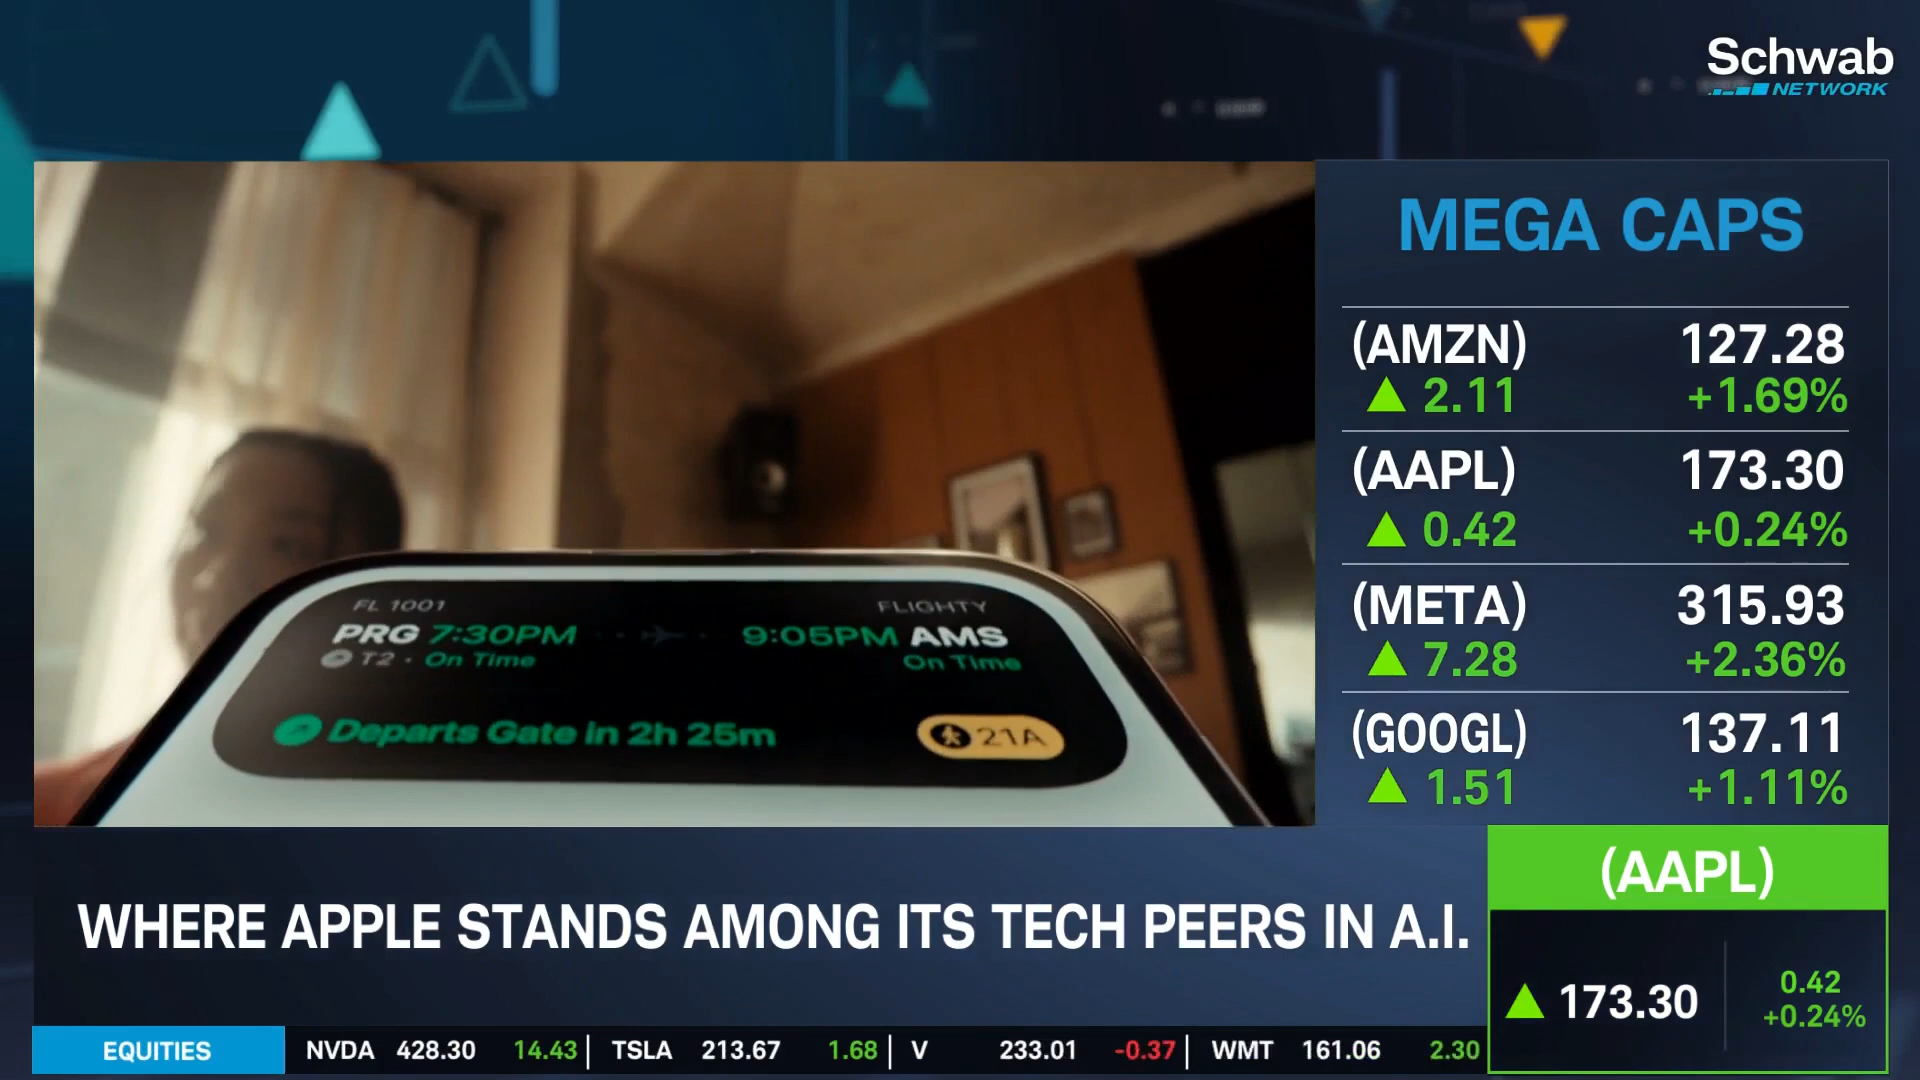 Schwab
NETWORK
MEGA CAPS
(AMZN) 127.28
▲ 2.11 +1.69%
(AAPL) 173.30
▲ 0.42 +0.24%
(META) 315.93
▲ 7.28 +2.36%
(GOOGL) 137.11
▲ 1.51 +1.11%
FL 1001 FLIGHTY
PRG 7:30PM 9:05PM AMS
T2 · On Time On Time
Departs Gate in 2h 25m 21A
WHERE APPLE STANDS AMONG ITS TECH PEERS IN A.I.
(AAPL)
▲ 173.30 0.42
+0.24%
EQUITIES NVDA 428.30 14.43 TSLA 213.67 1.68 V 233.01 -0.37 WMT 161.06 2.30